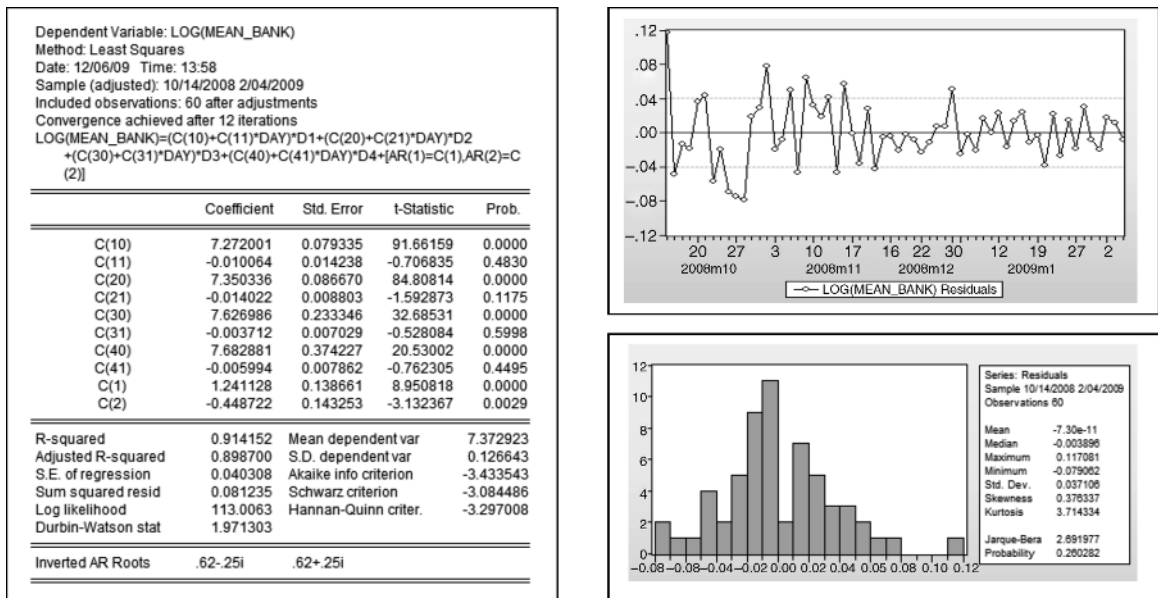 Dependent Variable: LOG(MEAN_BANK)
Method: Least Squares
Date: 12/06/09 Time: 13:58
Sample (adjusted): 10/14/2008 2/04/2009
Included observations: 60 after adjustments
Convergence achieved after 12 iterations
LOG(MEAN_BANK)=(C(10)+C(11)*DAY)*D1+(C(20)+C(21)*DAY)*D2
+(C(30)+C(31)*DAY)*D3+(C(40)+C(41)*DAY)*D4+[AR(1)=C(1),AR(2)=C
(2)]
Coefficient Std. Error t-Statistic Prob.
C(10) 7.272001 0.079335 91.66159 0.0000
C(11) -0.010064 0.014238 -0.706835 0.4830
C(20) 7.350336 0.086670 84.80814 0.0000
C(21) -0.014022 0.008803 -1.592873 0.1175
C(30) 7.626986 0.233346 32.68531 0.0000
C(31) -0.003712 0.007029 -0.528084 0.5998
C(40) 7.682881 0.374227 20.53002 0.0000
C(41) -0.005994 0.007862 -0.762305 0.4495
C(1) 1.241128 0.138661 8.950818 0.0000
C(2) -0.448722 0.143253 -3.132367 0.0029
R-squared 0.914152 Mean dependent var 7.372923
Adjusted R-squared 0.898700 S.D. dependent var 0.126643
S.E. of regression 0.040308 Akaike info criterion -3.433543
Sum squared resid 0.081235 Schwarz criterion -3.084486
Log likelihood 113.0063 Hannan-Quinn criter. -3.297008
Durbin-Watson stat 1.971303
Inverted AR Roots .62-.25i .62+.25i
.12
.08
.04
.00
-.04
-.08
-.12
20 27 3 10 17 16 22 30 12 19 27 2
2008m10 2008m11 2008m12 2009m1
LOG(MEAN_BANK) Residuals
12
10
8
6
4
2
0
-0.08 -0.08 -0.04 -0.02 0.00 0.02 0.04 0.05 0.08 0.10 0.12
Series: Residuals
Sample 10/14/2008 2/04/2009
Observations 60
Mean -7.30e-11
Median -0.003896
Maximum 0.117081
Minimum -0.079062
Std. Dev. 0.037106
Skewness 0.376337
Kurtosis 3.714334
Jarque-Bera 2.691977
Probability 0.260282